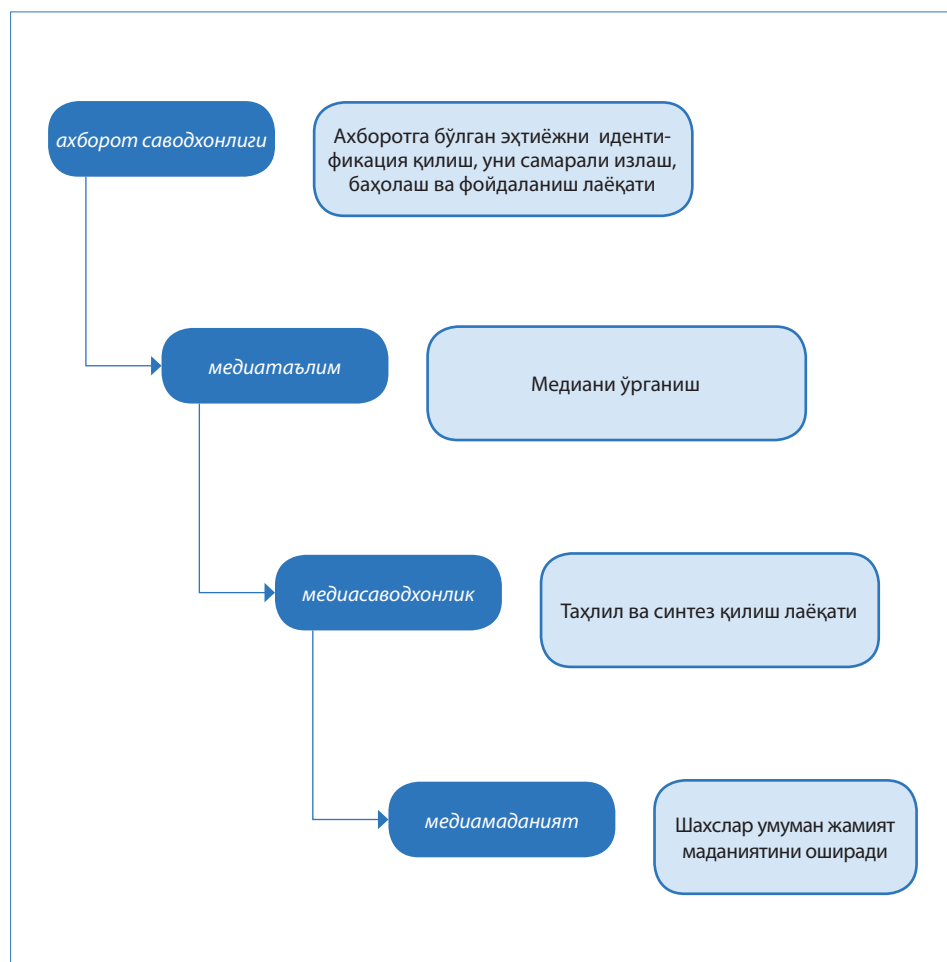 ахборот саводхонлиги
Ахборотга бўлган эҳтиёжни иденти-
фикация қилиш, уни самарали излаш,
баҳолаш ва фойдаланиш лаёқати
медиатаълим
Медиани ўрганиш
медиасаводхонлик
Таҳлил ва синтез қилиш лаёқати
медиамаданият
Шахслар умуман жамият
маданиятини оширади